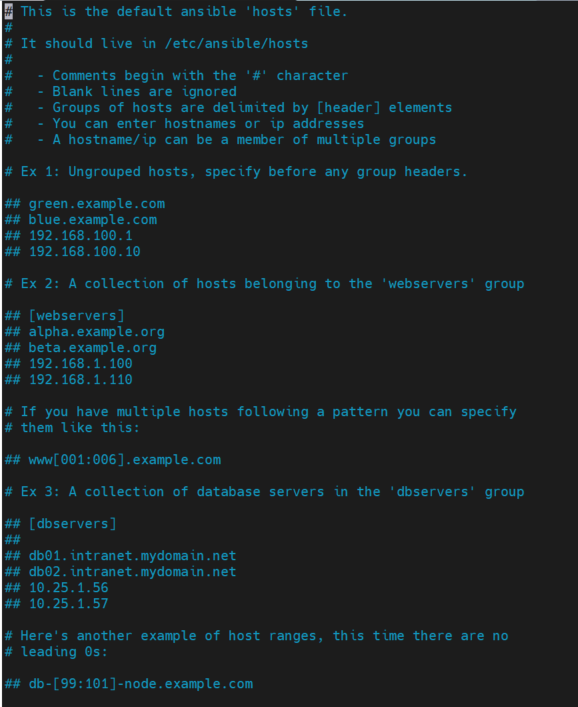 # This is the default ansible 'hosts' file.
#
# It should live in /etc/ansible/hosts
#
#   - Comments begin with the '#' character
#   - Blank lines are ignored
#   - Groups of hosts are delimited by [header] elements
#   - You can enter hostnames or ip addresses
#   - A hostname/ip can be a member of multiple groups
# Ex 1: Ungrouped hosts, specify before any group headers.
## green.example.com
## blue.example.com
## 192.168.100.1
## 192.168.100.10
# Ex 2: A collection of hosts belonging to the 'webservers' group
## [webservers]
## alpha.example.org
## beta.example.org
## 192.168.1.100
## 192.168.1.110
# If you have multiple hosts following a pattern you can specify
# them like this:
## www[001:006].example.com
# Ex 3: A collection of database servers in the 'dbservers' group
## [dbservers]
##
## db01.intranet.mydomain.net
## db02.intranet.mydomain.net
## 10.25.1.56
## 10.25.1.57
# Here's another example of host ranges, this time there are no
# leading 0s:
## db-[99:101]-node.example.com